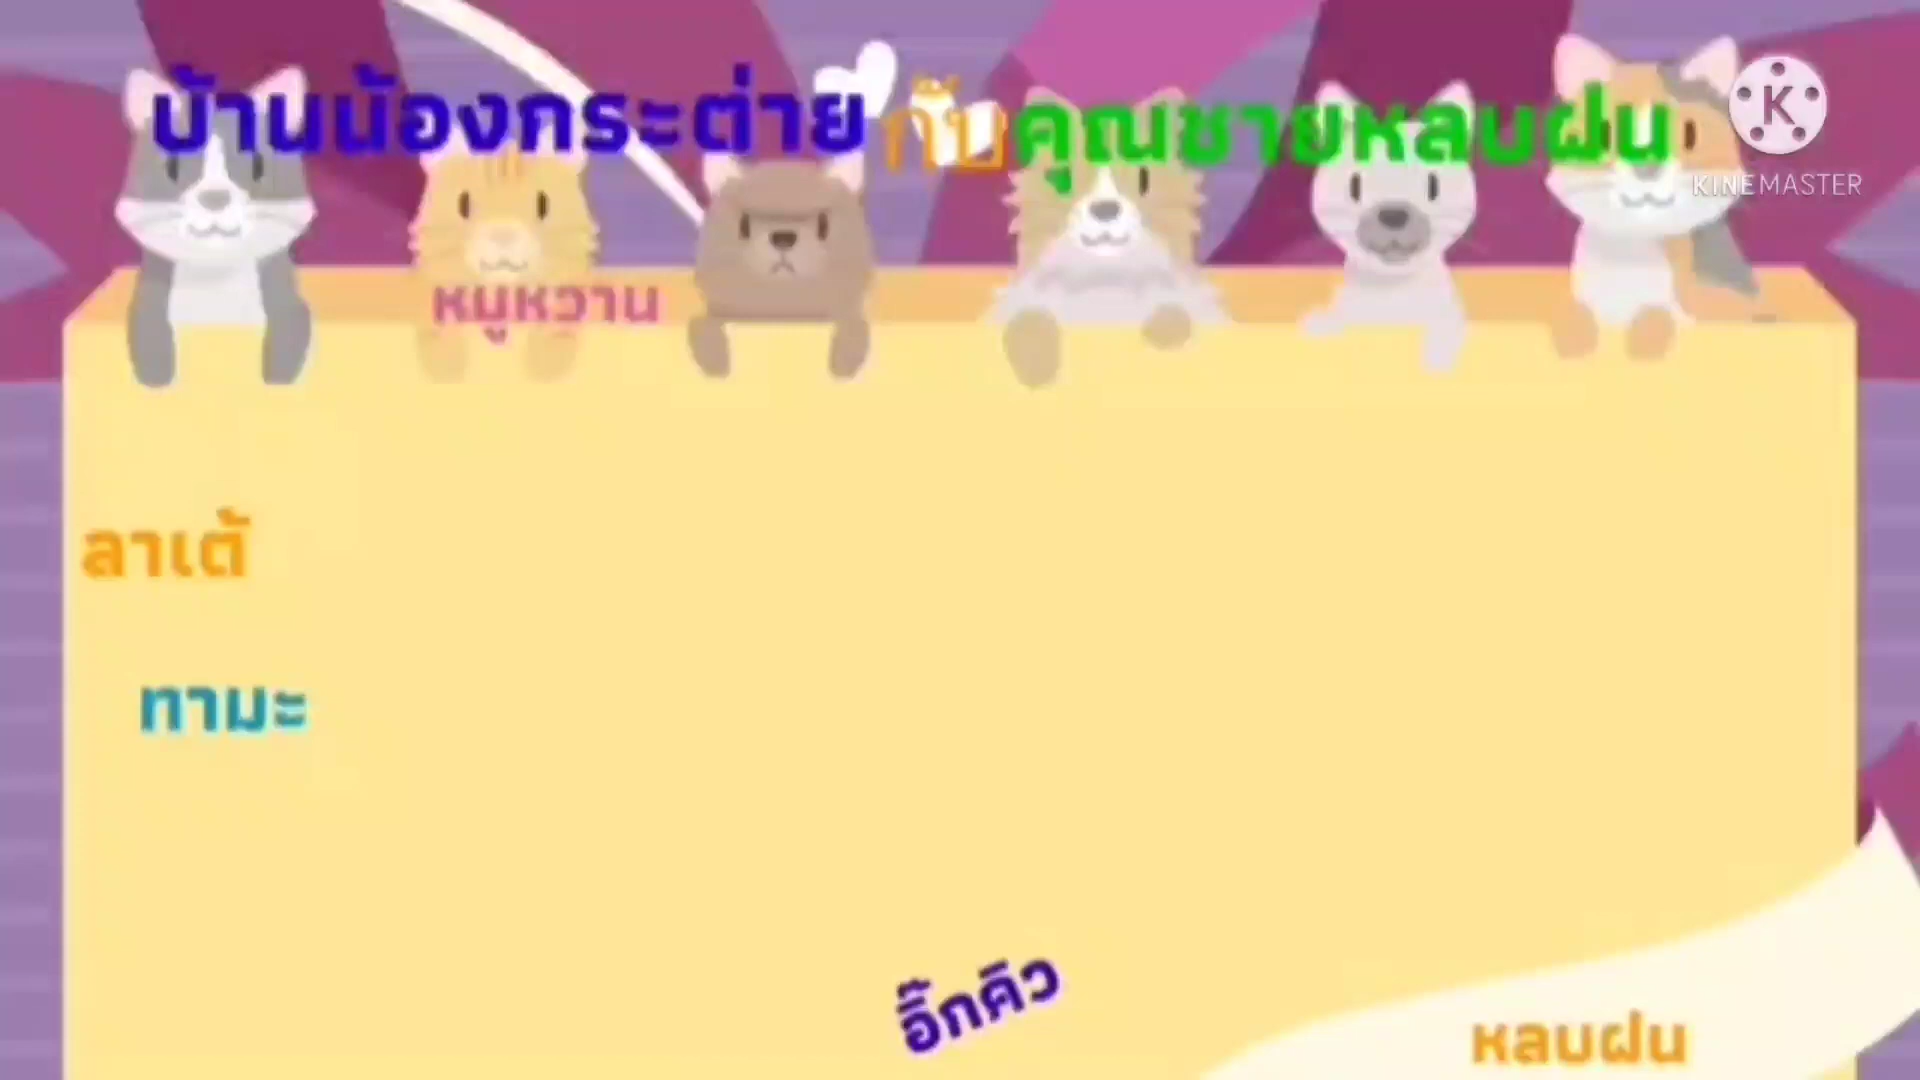 บ้านน้องกระต่าย กับ คุณชายหลบฝน
KINEMASTER
หมูหวาน
ลาเต้
ทามะ
อิ๊กคิว
หลบฝน